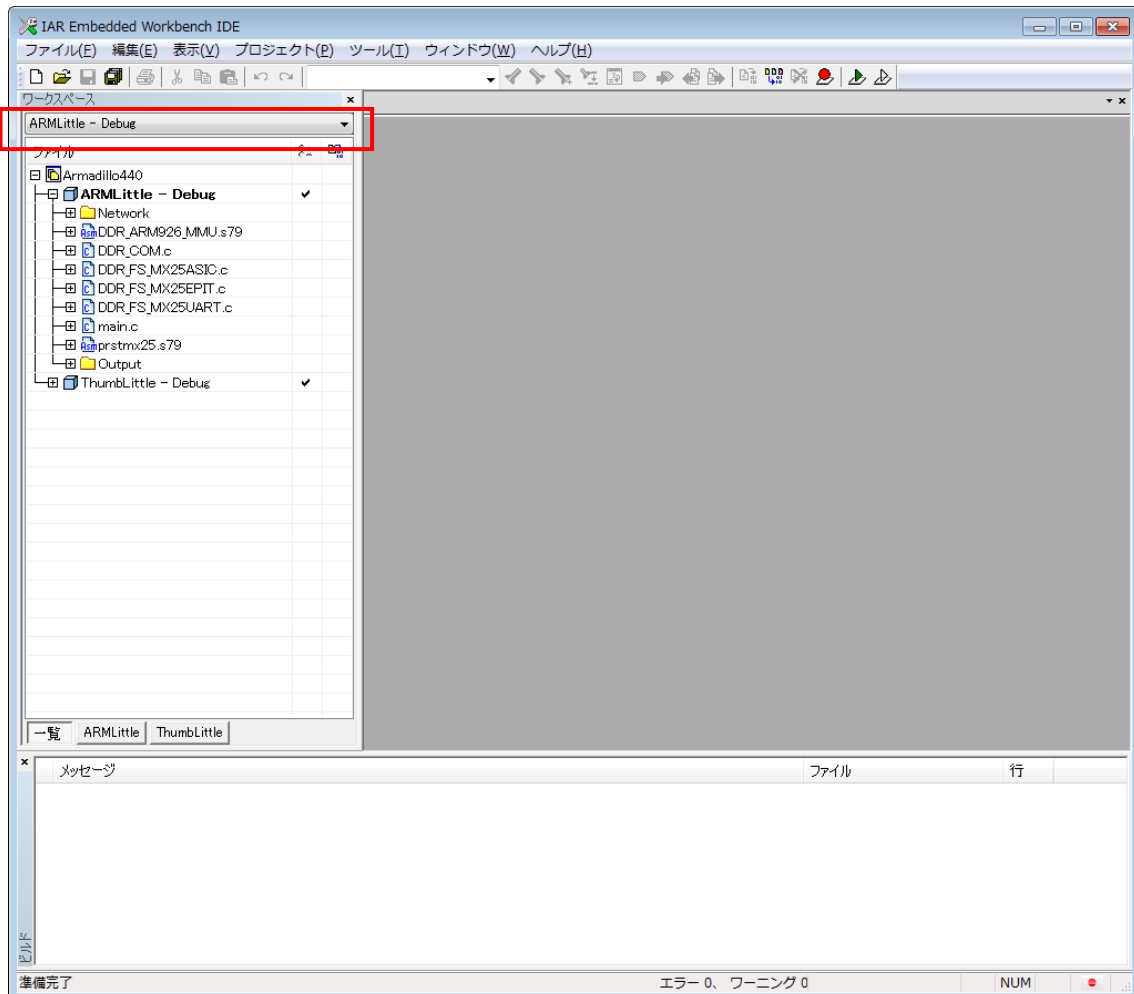 IAR Embedded Workbench IDE
ファイル(F) 編集(E) 表示(V) プロジェクト(P) ツール(T) ウィンドウ(W) ヘルプ(H)
ワークスペース
ARMLittle - Debug
ファイル
Armadillo440
ARMLittle - Debug
Network
DDR_ARM926_MMU.s79
DDR_COM.c
DDR_FS_MX25ASIC.c
DDR_FS_MX25EPIT.c
DDR_FS_MX25UART.c
main.c
prstmx25.s79
Output
ThumbLittle - Debug
一覧 ARMLittle ThumbLittle
メッセージ ファイル 行
ビルド
準備完了 エラー 0、 ワーニング 0 NUM